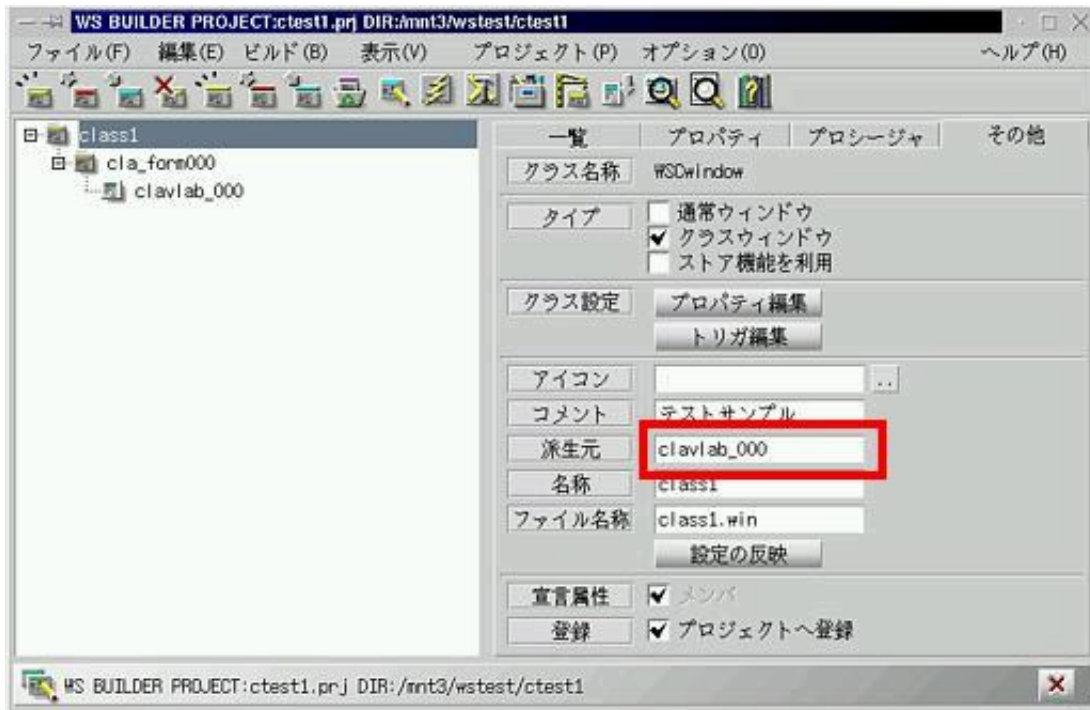 WS BUILDER PROJECT:ctest1.prj DIR:/mnt3/wstest/ctest1
ファイル(F) 編集(E) ビルド(B) 表示(V) プロジェクト(P) オプション(O) ヘルプ(H)
class1
cla_form000
clavlab_000
一覧 プロパティ プロシージャ その他
クラス名称 WSDwindow
タイプ 通常ウィンドウ
クラスウィンドウ
ストア機能を利用
クラス設定 プロパティ編集
トリガ編集
アイコン ..
コメント テストサンプル
派生元 clavlab_000
名称 class1
ファイル名称 class1.win
設定の反映
宣言属性 メンバ
登録 プロジェクトへ登録
WS BUILDER PROJECT:ctest1.prj DIR:/mnt3/wstest/ctest1